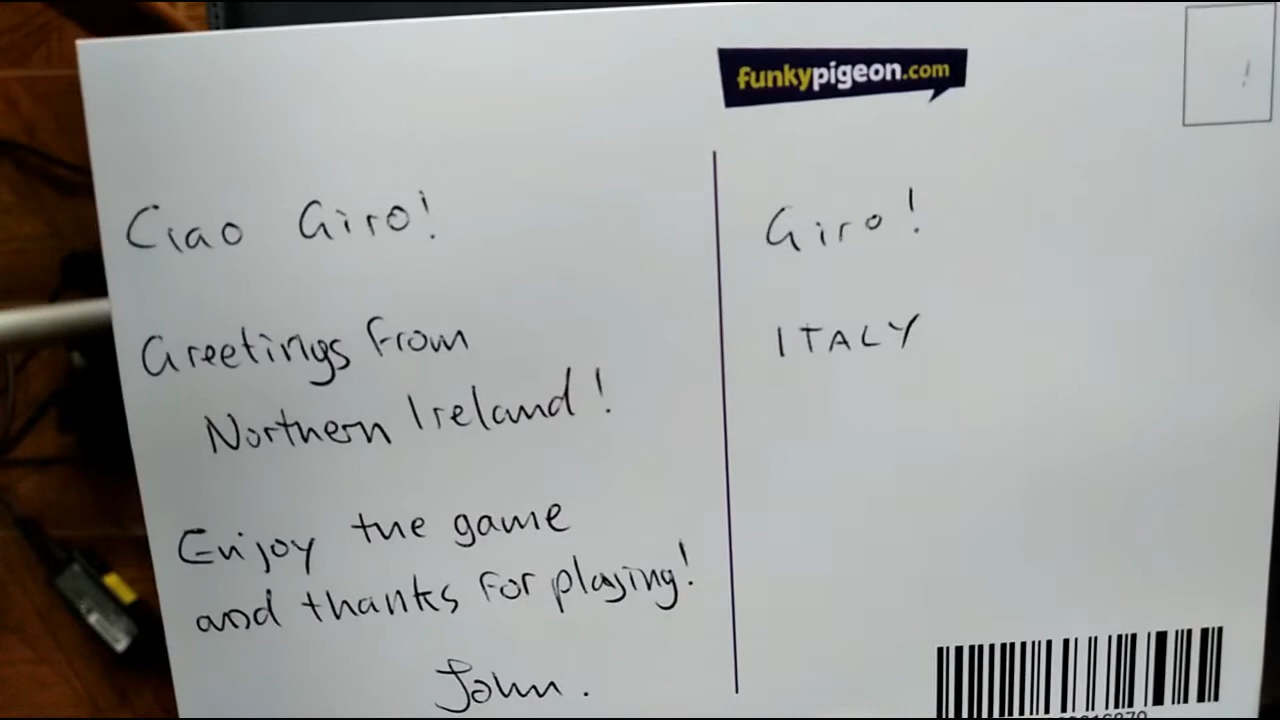 funkypigeon.com
Ciao Giro!
Greetings from
Northern Ireland!
Enjoy the game
and thanks for playing!
John.
Giro!
ITALY